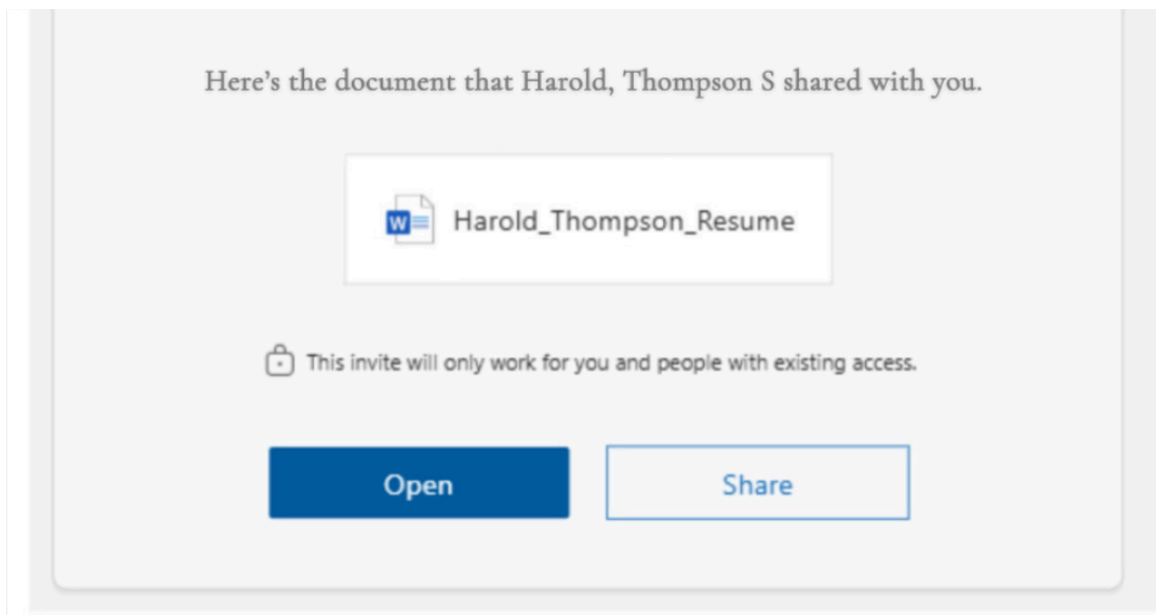 Here’s the document that Harold, Thompson S shared with you.
W
Harold_Thompson_Resume
This invite will only work for you and people with existing access.
Open
Share